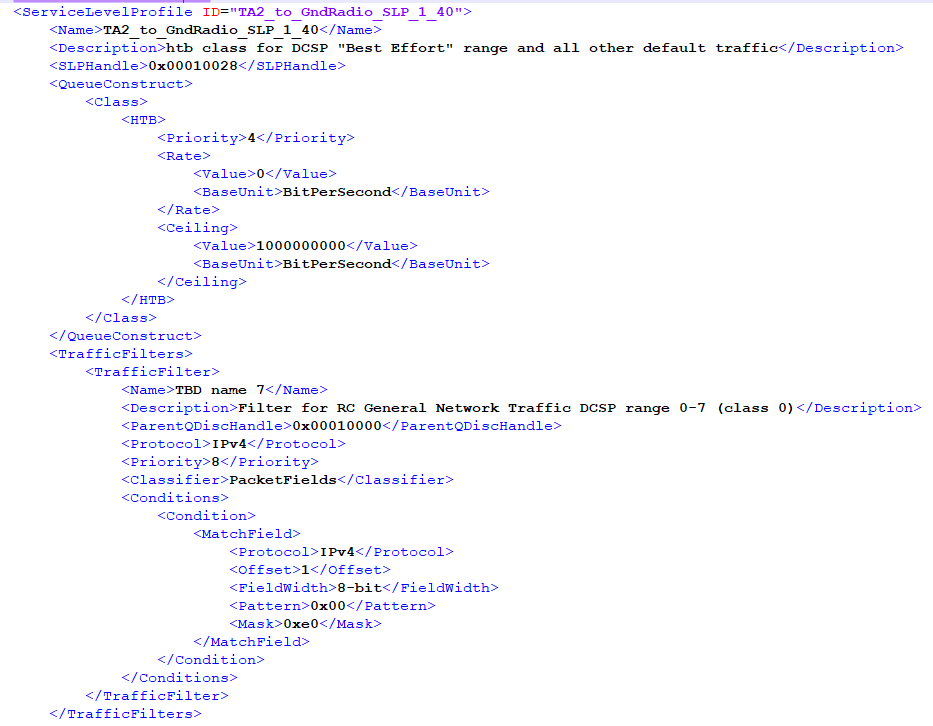 <ServiceLevelProfile ID="TA2_to_GndRadio_SLP_1_40">
<Name>TA2_to_GndRadio_SLP_1_40</Name>
<Description>htb class for DCSP "Best Effort" range and all other default traffic</Description>
<SLPHandle>0x00010028</SLPHandle>
<QueueConstruct>
<Class>
<HTB>
<Priority>4</Priority>
<Rate>
<Value>0</Value>
<BaseUnit>BitPerSecond</BaseUnit>
</Rate>
<Ceiling>
<Value>1000000000</Value>
<BaseUnit>BitPerSecond</BaseUnit>
</Ceiling>
</HTB>
</Class>
</QueueConstruct>
<TrafficFilters>
<TrafficFilter>
<Name>TBD name 7</Name>
<Description>Filter for RC General Network Traffic DCSP range 0-7 (class 0)</Description>
<ParentQDiscHandle>0x00010000</ParentQDiscHandle>
<Protocol>IPv4</Protocol>
<Priority>8</Priority>
<Classifier>PacketFields</Classifier>
<Conditions>
<Condition>
<MatchField>
<Protocol>IPv4</Protocol>
<Offset>1</Offset>
<FieldWidth>8-bit</FieldWidth>
<Pattern>0x00</Pattern>
<Mask>0xe0</Mask>
</MatchField>
</Condition>
</Conditions>
</TrafficFilter>
</TrafficFilters>